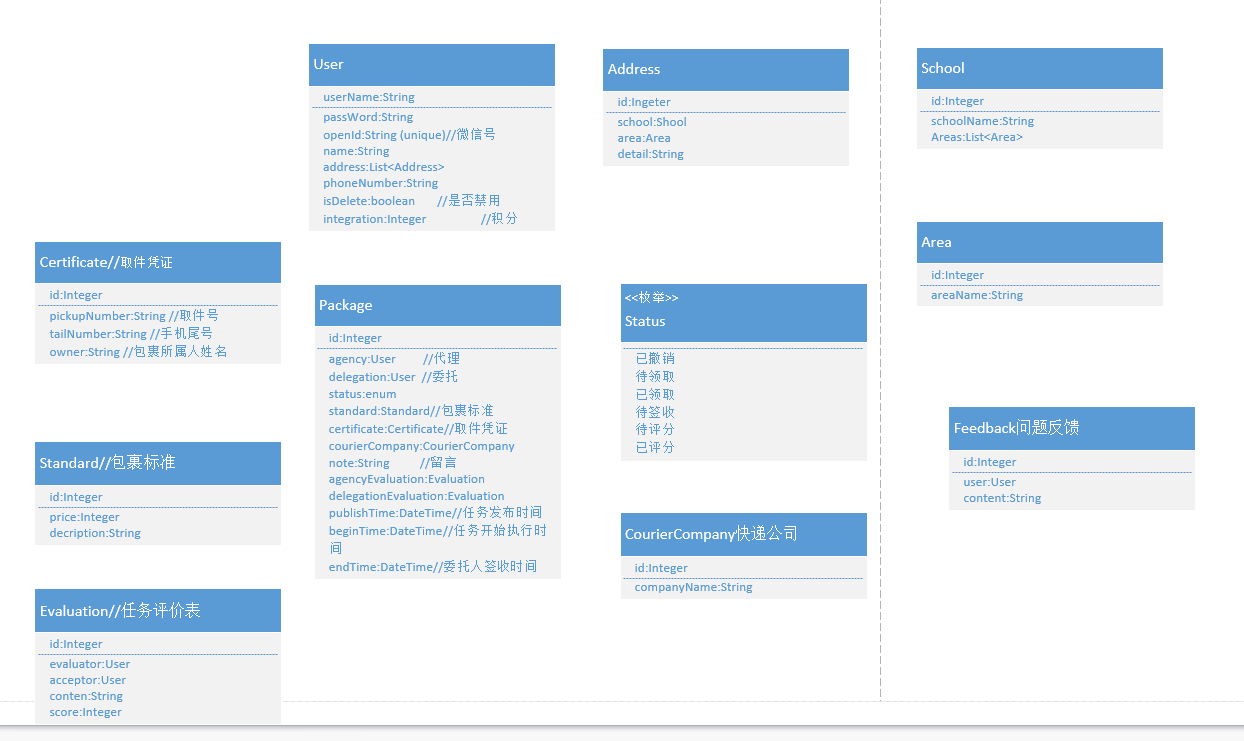 User
userName:String
passWord:String
openId:String (unique)//微信号
name:String
address:List<Address>
phoneNumber:String
isDelete:boolean //是否禁用
integration:Integer //积分
Address
id:Ingeter
school:Shool
area:Area
detail:String
School
id:Integer
schoolName:String
Areas:List<Area>
Certificate//取件凭证
id:Integer
pickupNumber:String //取件号
tailNumber:String //手机尾号
owner:String //包裹所属人姓名
Package
id:Integer
agency:User //代理
delegation:User //委托
status:enum
standard:Standard//包裹标准
certificate:Certificate//取件凭证
courierCompany:CourierCompany
note:String //留言
agencyEvaluation:Evaluation
delegationEvaluation:Evaluation
publishTime:DateTime//任务发布时间
beginTime:DateTime//任务开始执行时
间
endTime:DateTime//委托人签收时间
<<枚举>>
Status
已撤销
待领取
已领取
待签收
待评分
已评分
Area
id:Integer
areaName:String
Standard//包裹标准
id:Integer
price:Integer
decription:String
CourierCompany快递公司
id:Integer
companyName:String
Feedback问题反馈
id:Integer
user:User
content:String
Evaluation//任务评价表
id:Integer
evaluator:User
acceptor:User
conten:String
score:Integer